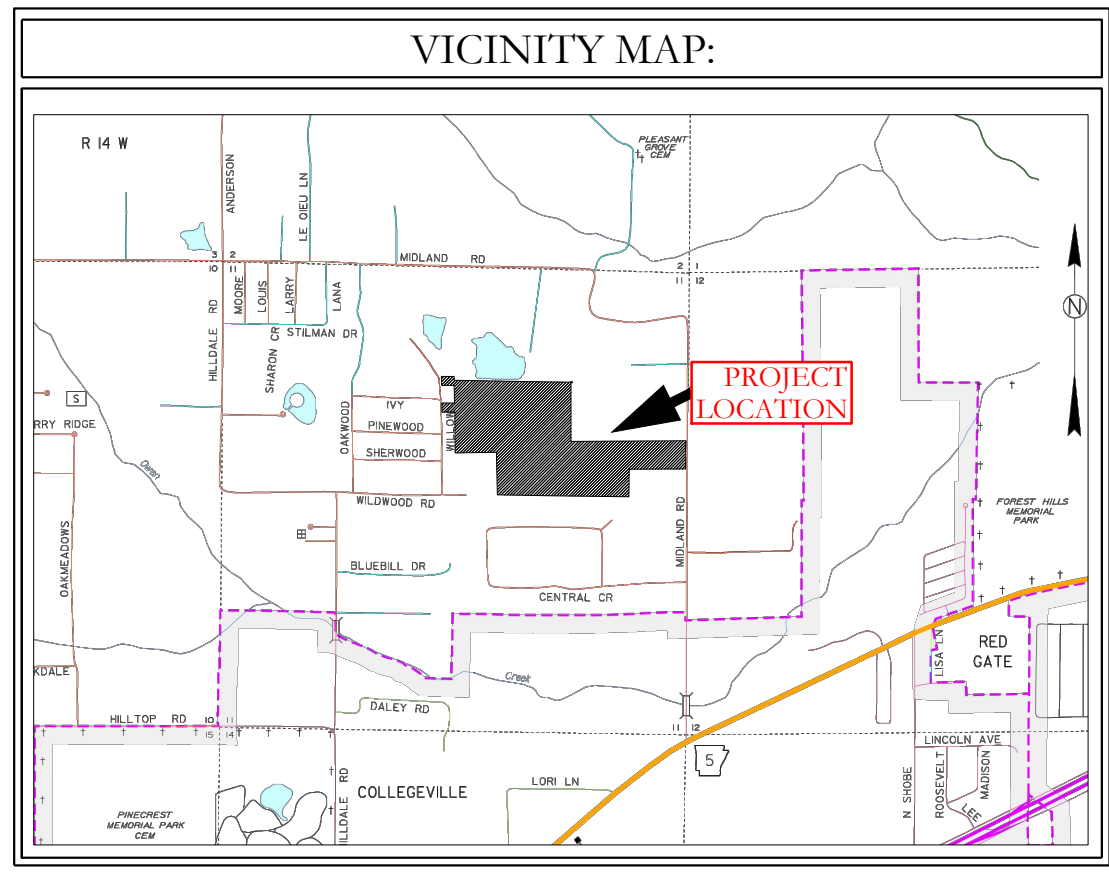 VICINITY MAP:
R 14 W
ANDERSON
LE QIEU LN
PLEASANT
GROVE
CEM
3 2
10 11
MIDLAND RD
2 1
11 12
HILLDALE RD
MOORE
LOUIS
LARRY
LANA
SHARON CR
STILMAN DR
N
S
RRY RIDGE
OAKWOOD
IVY
PINEWOOD
SHERWOOD
WILLOW
PROJECT
LOCATION
Owen
WILDWOOD RD
OAKMEADOWS
BLUEBILL DR
MIDLAND RD
CENTRAL CR
FOREST HILLS
MEMORIAL
PARK
LISA LN
RED
GATE
KDALE
Creek
DALEY RD
HILLTOP RD
10 11
15 14
11 12
5
LINCOLN AVE
N SHOBE
ROOSEVELT
MADISON
LEE
ILLDALE RD
COLLEGEVILLE
LORI LN
PINECREST
MEMORIAL PARK
CEM